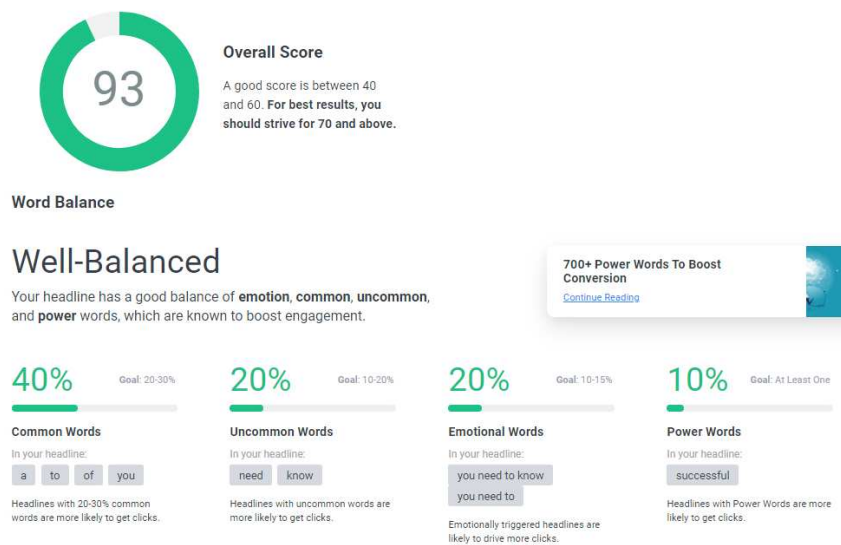 93
Overall Score
A good score is between 40
and 60. For best results, you
should strive for 70 and above.
Word Balance
Well-Balanced
Your headline has a good balance of emotion, common, uncommon,
and power words, which are known to boost engagement.
700+ Power Words To Boost
Conversion
Continue Reading
40%
Goal: 20-30%
Common Words
In your headline:
a to of you
Headlines with 20-30% common
words are more likely to get clicks.
20%
Goal: 10-20%
Uncommon Words
In your headline:
need know
Headlines with uncommon words are
more likely to get clicks.
20%
Goal: 10-15%
Emotional Words
In your headline:
you need to know
you need to
Emotionally triggered headlines are
likely to drive more clicks.
10%
Goal: At Least One
Power Words
In your headline:
successful
Headlines with Power Words are more
likely to get clicks.